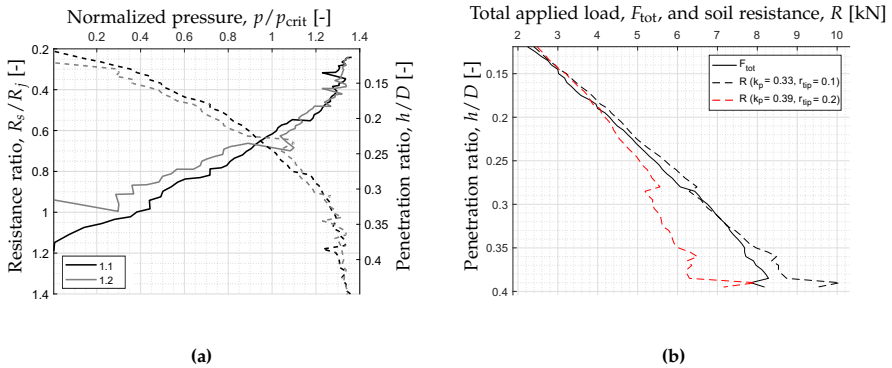 Normalized pressure, p/p_crit [-]
0 0.2 0.4 0.6 0.8 1 1.2 1.4
Resistance ratio, R_s/R_j [-]
0.2
0.4
0.6
0.8
1
1.2
1.4
Penetration ratio, h/D [-]
0.15
0.2
0.25
0.3
0.35
0.4
1.1
1.2
(a)
Total applied load, F_tot, and soil resistance, R [kN]
2 3 4 5 6 7 8 9 10
Penetration ratio, h/D [-]
0.15
0.2
0.25
0.3
0.35
0.4
F_tot
R (k_p = 0.33, r_tip = 0.1)
R (k_p = 0.39, r_tip = 0.2)
(b)